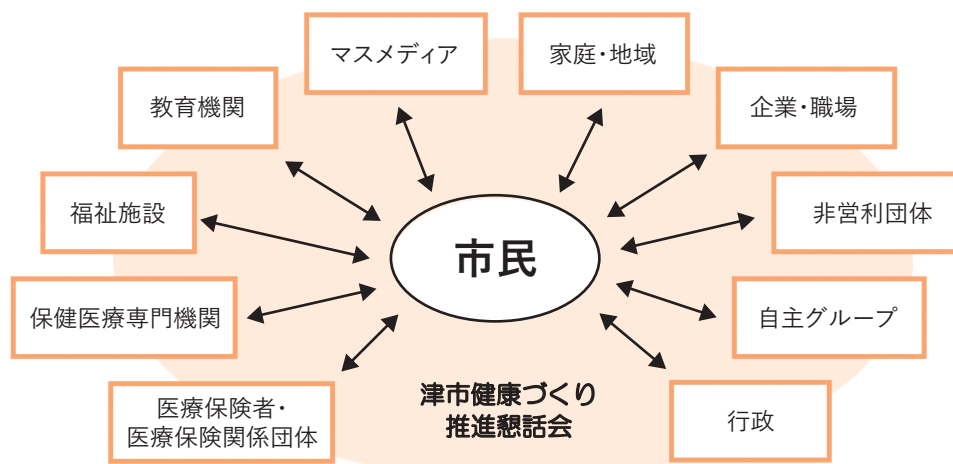 マスメディア
家庭・地域
教育機関
企業・職場
福祉施設
非営利団体
市民
保健医療専門機関
自主グループ
医療保険者・
医療保険関係団体
津市健康づくり
推進懇話会
行政